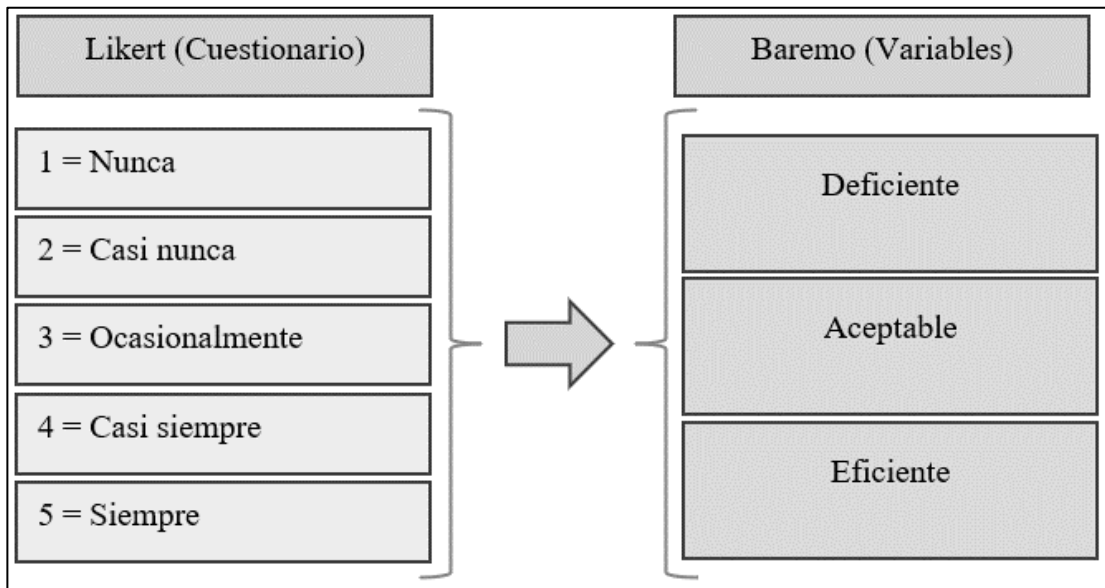 Likert (Cuestionario)
1 = Nunca
2 = Casi nunca
3 = Ocasionalmente
4 = Casi siempre
5 = Siempre
Baremo (Variables)
Deficiente
Aceptable
Eficiente